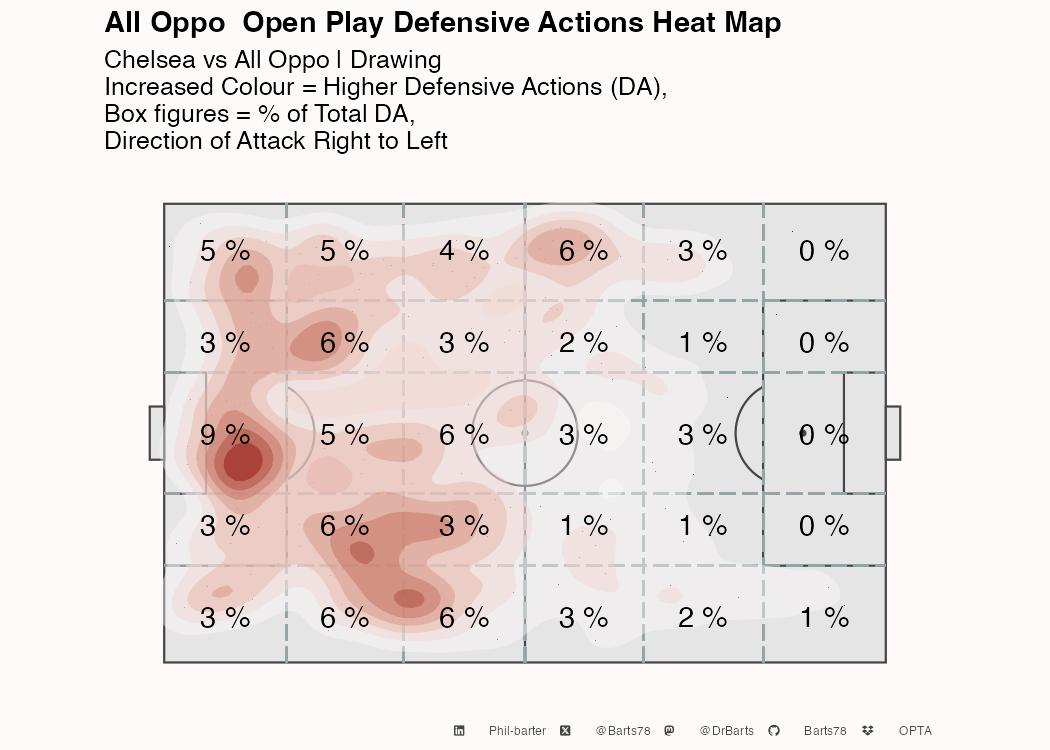 All Oppo  Open Play Defensive Actions Heat Map
Chelsea vs All Oppo | Drawing
Increased Colour = Higher Defensive Actions (DA),
Box figures = % of Total DA,
Direction of Attack Right to Left
5 % 5 % 4 % 6 % 3 % 0 %
3 % 6 % 3 % 2 % 1 % 0 %
9 % 5 % 6 % 3 % 3 % 0 %
3 % 6 % 3 % 1 % 1 % 0 %
3 % 6 % 6 % 3 % 2 % 1 %
Phil-barter @Barts78 @DrBarts Barts78 OPTA